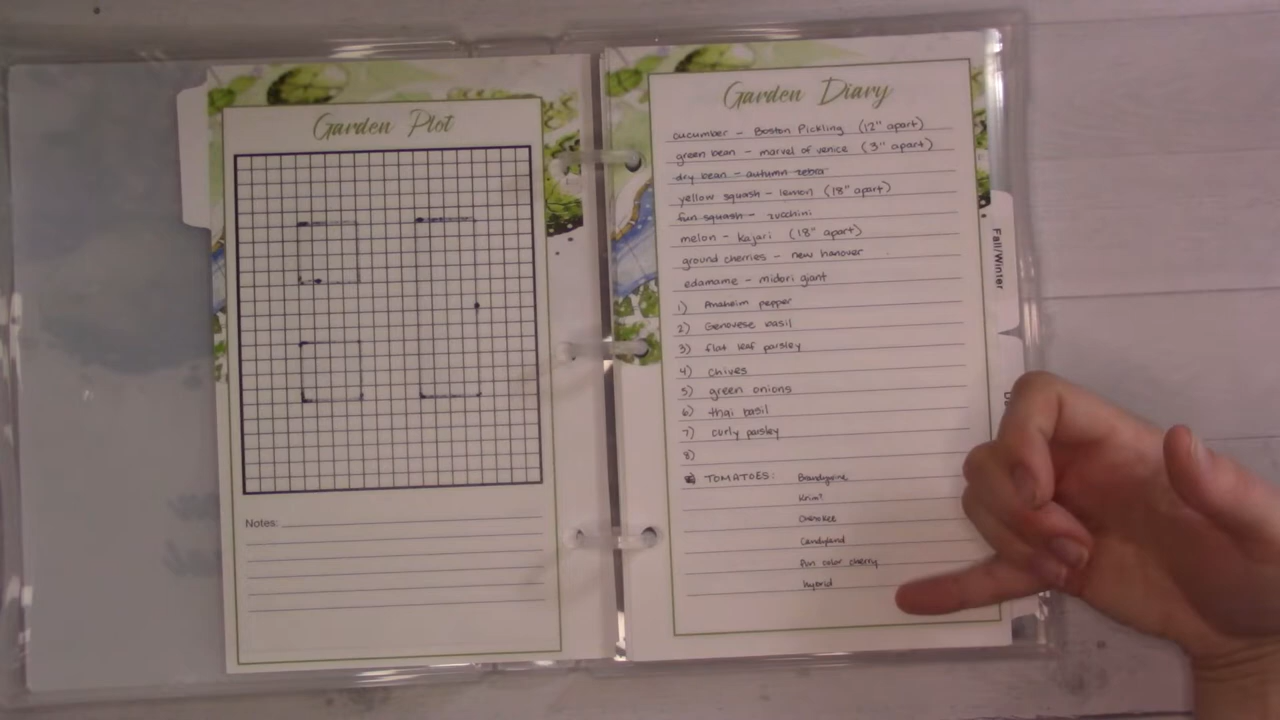 Garden Plot
Notes:
Garden Diary
cucumber - Boston Pickling (12" apart)
green bean - marvel of venice (3" apart)
dry bean - autumn zebra
yellow squash - lemon (18" apart)
fun squash - zucchini
melon - kajari (18" apart)
ground cherries - new hanover
edamame - midori giant
1) Anaheim pepper
2) Genovese basil
3) flat leaf parsley
4) chives
5) green onions
6) thai basil
7) curly parsley
8)
TOMATOES: Brandywine
Krim?
Cherokee
Candyland
fun color cherry
hybrid
Fall/Winter